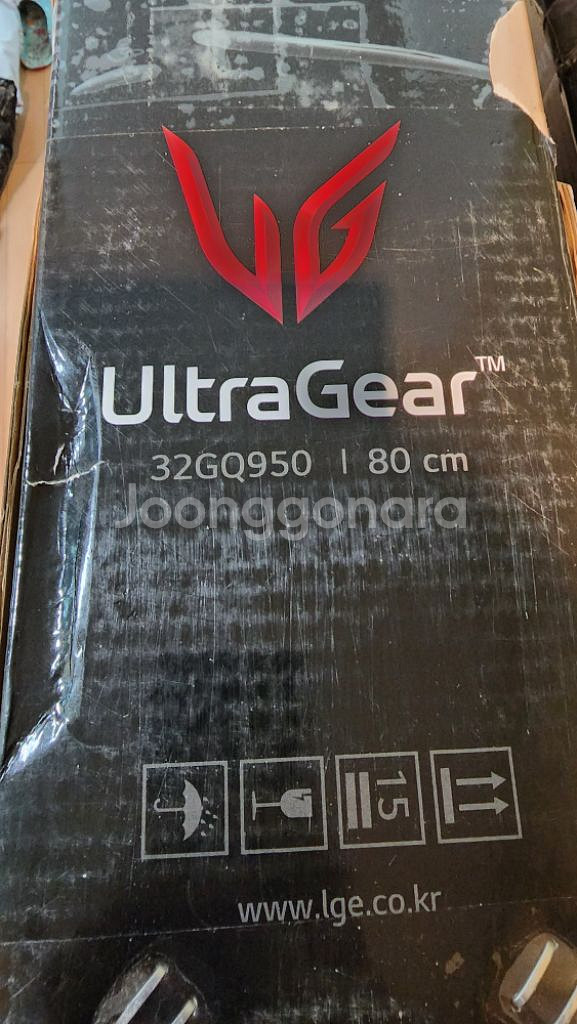 UltraGear™
32GQ950 | 80 cm
Joonggonara
15
www.lge.co.kr